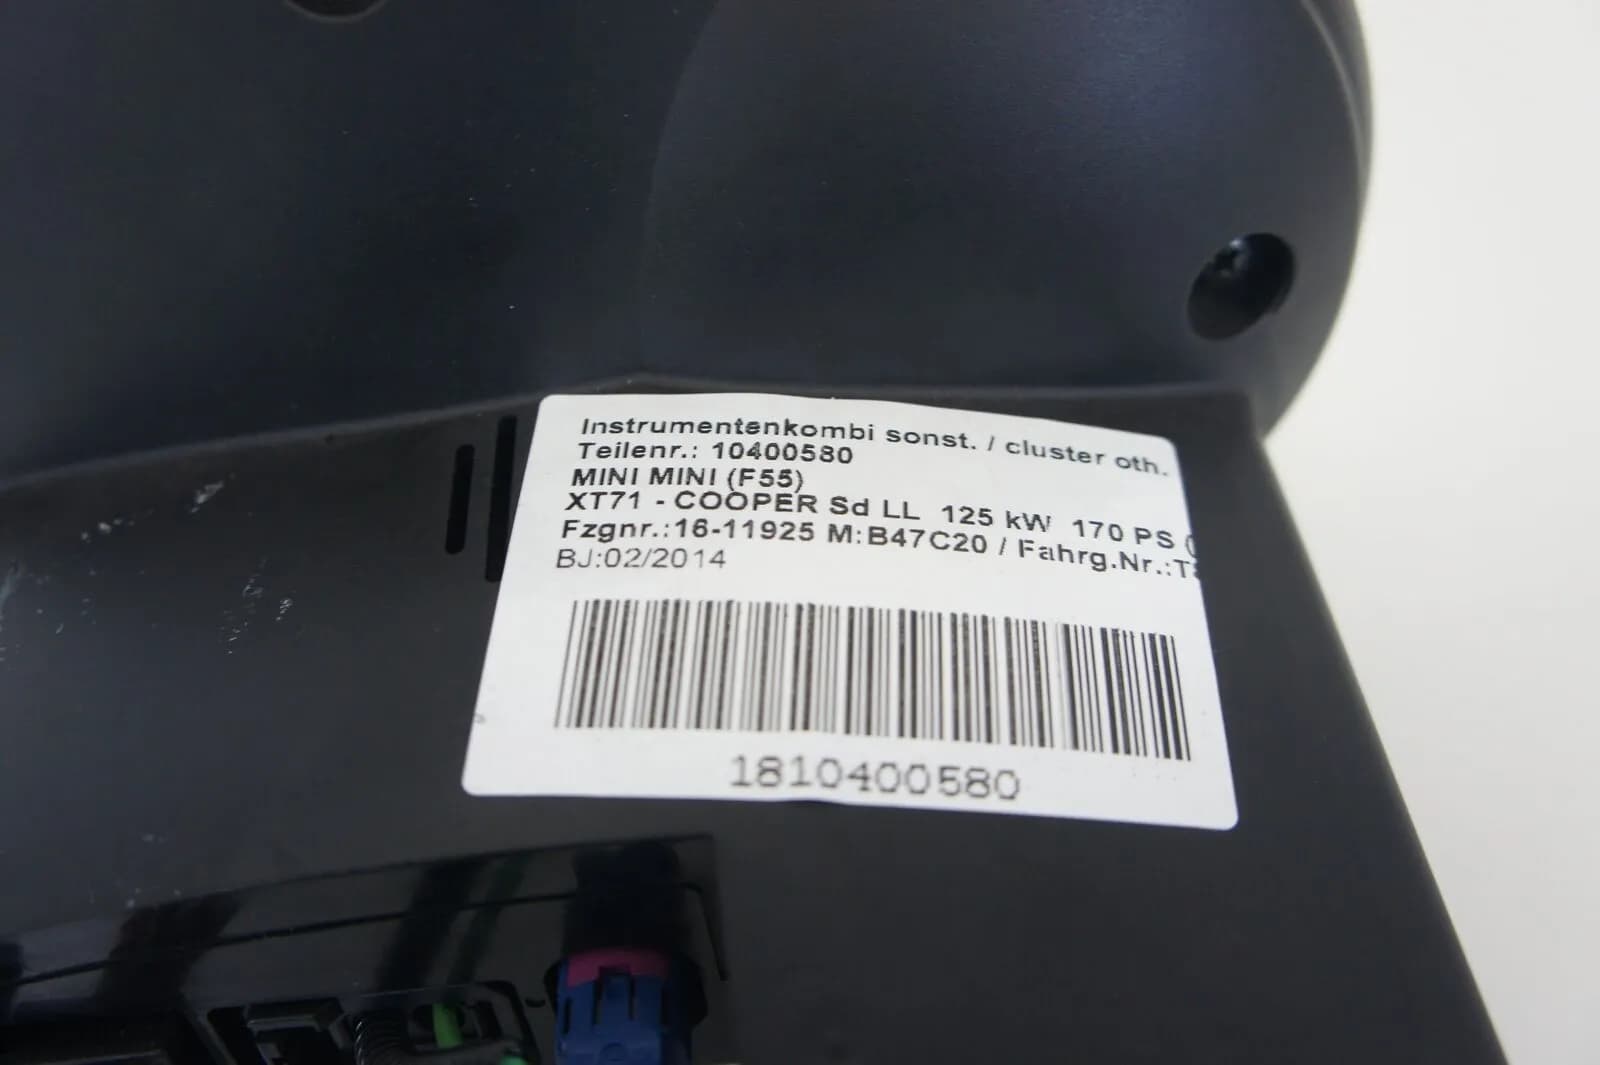 Instrumentenkombi sonst. / cluster oth.
Teilenr.: 10400580
MINI MINI (F55)
XT71 - COOPER Sd LL 125 kW 170 PS (
Fzgnr.:16-11925 M:B47C20 / Fahrg.Nr.:T
BJ:02/2014
1810400580